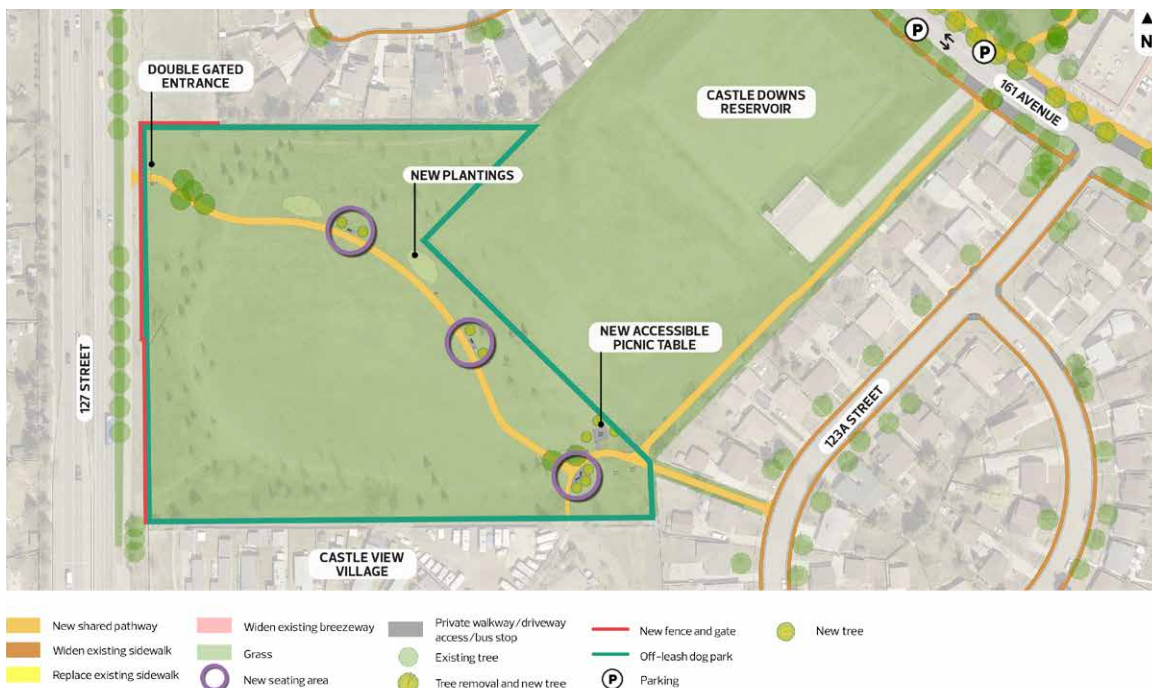 DOUBLE GATED
ENTRANCE
NEW PLANTINGS
CASTLE DOWNS
RESERVOIR
P
P
N
161 AVENUE
NEW ACCESSIBLE
PICNIC TABLE
127 STREET
123A STREET
CASTLE VIEW
VILLAGE
New shared pathway
Widen existing sidewalk
Replace existing sidewalk
Widen existing breezeway
Grass
New seating area
Private walkway/driveway
access/bus stop
Existing tree
Tree removal and new tree
New fence and gate
Off-leash dog park
P Parking
New tree